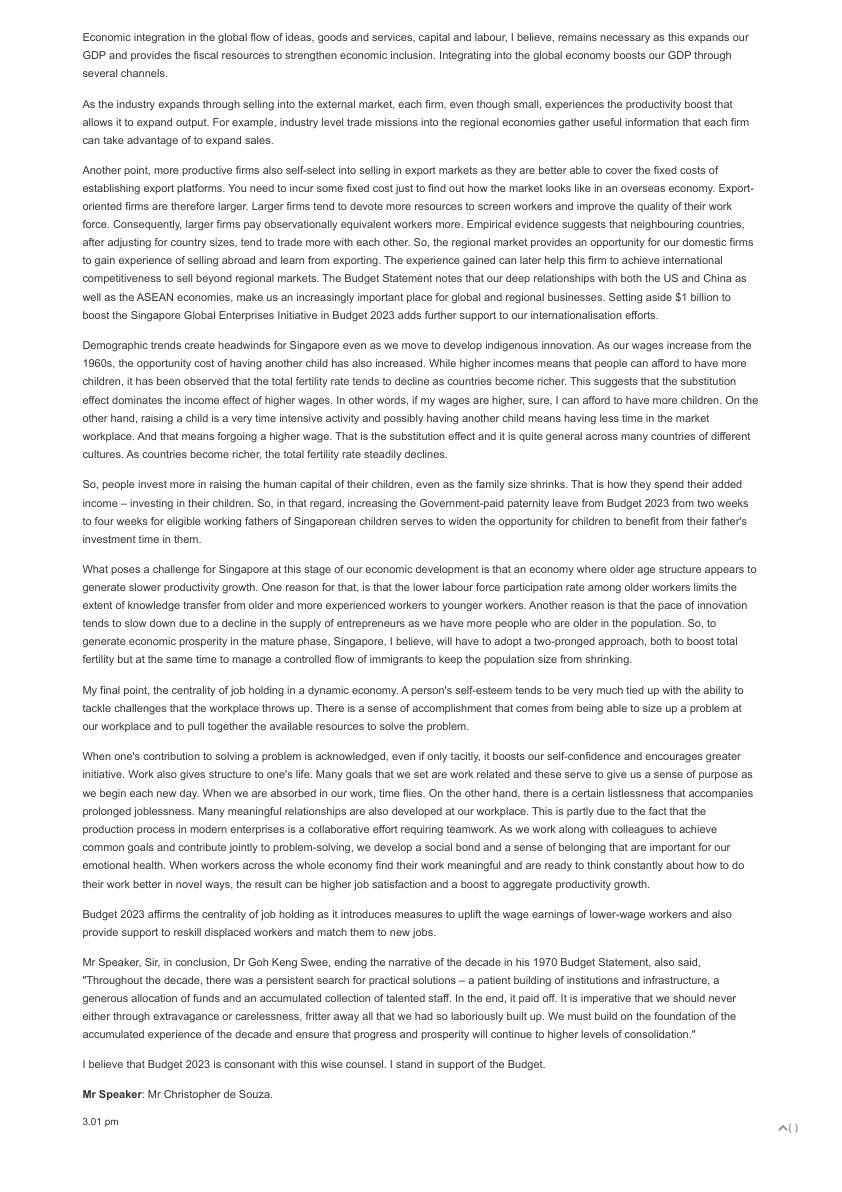 Economic integration in the global flow of ideas, goods and services, capital and labour, I believe, remains necessary as this expands our
GDP and provides the fiscal resources to strengthen economic inclusion. Integrating into the global economy boosts our GDP through
several channels.
As the industry expands through selling into the external market, each firm, even though small, experiences the productivity boost that
allows it to expand output. For example, industry level trade missions into the regional economies gather useful information that each firm
can take advantage of to expand sales.
Another point, more productive firms also self-select into selling in export markets as they are better able to cover the fixed costs of
establishing export platforms. You need to incur some fixed cost just to find out how the market looks like in an overseas economy. Export-
oriented firms are therefore larger. Larger firms tend to devote more resources to screen workers and improve the quality of their work
force. Consequently, larger firms pay observationally equivalent workers more. Empirical evidence suggests that neighbouring countries,
after adjusting for country sizes, tend to trade more with each other. So, the regional market provides an opportunity for our domestic firms
to gain experience of selling abroad and learn from exporting. The experience gained can later help this firm to achieve international
competitiveness to sell beyond regional markets. The Budget Statement notes that our deep relationships with both the US and China as
well as the ASEAN economies, make us an increasingly important place for global and regional businesses. Setting aside $1 billion to
boost the Singapore Global Enterprises Initiative in Budget 2023 adds further support to our internationalisation efforts.
Demographic trends create headwinds for Singapore even as we move to develop indigenous innovation. As our wages increase from the
1960s, the opportunity cost of having another child has also increased. While higher incomes means that people can afford to have more
children, it has been observed that the total fertility rate tends to decline as countries become richer. This suggests that the substitution
effect dominates the income effect of higher wages. In other words, if my wages are higher, sure, I can afford to have more children. On the
other hand, raising a child is a very time intensive activity and possibly having another child means having less time in the market
workplace. And that means forgoing a higher wage. That is the substitution effect and it is quite general across many countries of different
cultures. As countries become richer, the total fertility rate steadily declines.
So, people invest more in raising the human capital of their children, even as the family size shrinks. That is how they spend their added
income – investing in their children. So, in that regard, increasing the Government-paid paternity leave from Budget 2023 from two weeks
to four weeks for eligible working fathers of Singaporean children serves to widen the opportunity for children to benefit from their father's
investment time in them.
What poses a challenge for Singapore at this stage of our economic development is that an economy where older age structure appears to
generate slower productivity growth. One reason for that, is that the lower labour force participation rate among older workers limits the
extent of knowledge transfer from older and more experienced workers to younger workers. Another reason is that the pace of innovation
tends to slow down due to a decline in the supply of entrepreneurs as we have more people who are older in the population. So, to
generate economic prosperity in the mature phase, Singapore, I believe, will have to adopt a two-pronged approach, both to boost total
fertility but at the same time to manage a controlled flow of immigrants to keep the population size from shrinking.
My final point, the centrality of job holding in a dynamic economy. A person's self-esteem tends to be very much tied up with the ability to
tackle challenges that the workplace throws up. There is a sense of accomplishment that comes from being able to size up a problem at
our workplace and to pull together the available resources to solve the problem.
When one's contribution to solving a problem is acknowledged, even if only tacitly, it boosts our self-confidence and encourages greater
initiative. Work also gives structure to one's life. Many goals that we set are work related and these serve to give us a sense of purpose as
we begin each new day. When we are absorbed in our work, time flies. On the other hand, there is a certain listlessness that accompanies
prolonged joblessness. Many meaningful relationships are also developed at our workplace. This is partly due to the fact that the
production process in modern enterprises is a collaborative effort requiring teamwork. As we work along with colleagues to achieve
common goals and contribute jointly to problem-solving, we develop a social bond and a sense of belonging that are important for our
emotional health. When workers across the whole economy find their work meaningful and are ready to think constantly about how to do
their work better in novel ways, the result can be higher job satisfaction and a boost to aggregate productivity growth.
Budget 2023 affirms the centrality of job holding as it introduces measures to uplift the wage earnings of lower-wage workers and also
provide support to reskill displaced workers and match them to new jobs.
Mr Speaker, Sir, in conclusion, Dr Goh Keng Swee, ending the narrative of the decade in his 1970 Budget Statement, also said,
"Throughout the decade, there was a persistent search for practical solutions – a patient building of institutions and infrastructure, a
generous allocation of funds and an accumulated collection of talented staff. In the end, it paid off. It is imperative that we should never
either through extravagance or carelessness, fritter away all that we had so laboriously built up. We must build on the foundation of the
accumulated experience of the decade and ensure that progress and prosperity will continue to higher levels of consolidation."
I believe that Budget 2023 is consonant with this wise counsel. I stand in support of the Budget.
Mr Speaker: Mr Christopher de Souza.
3.01 pm
( )